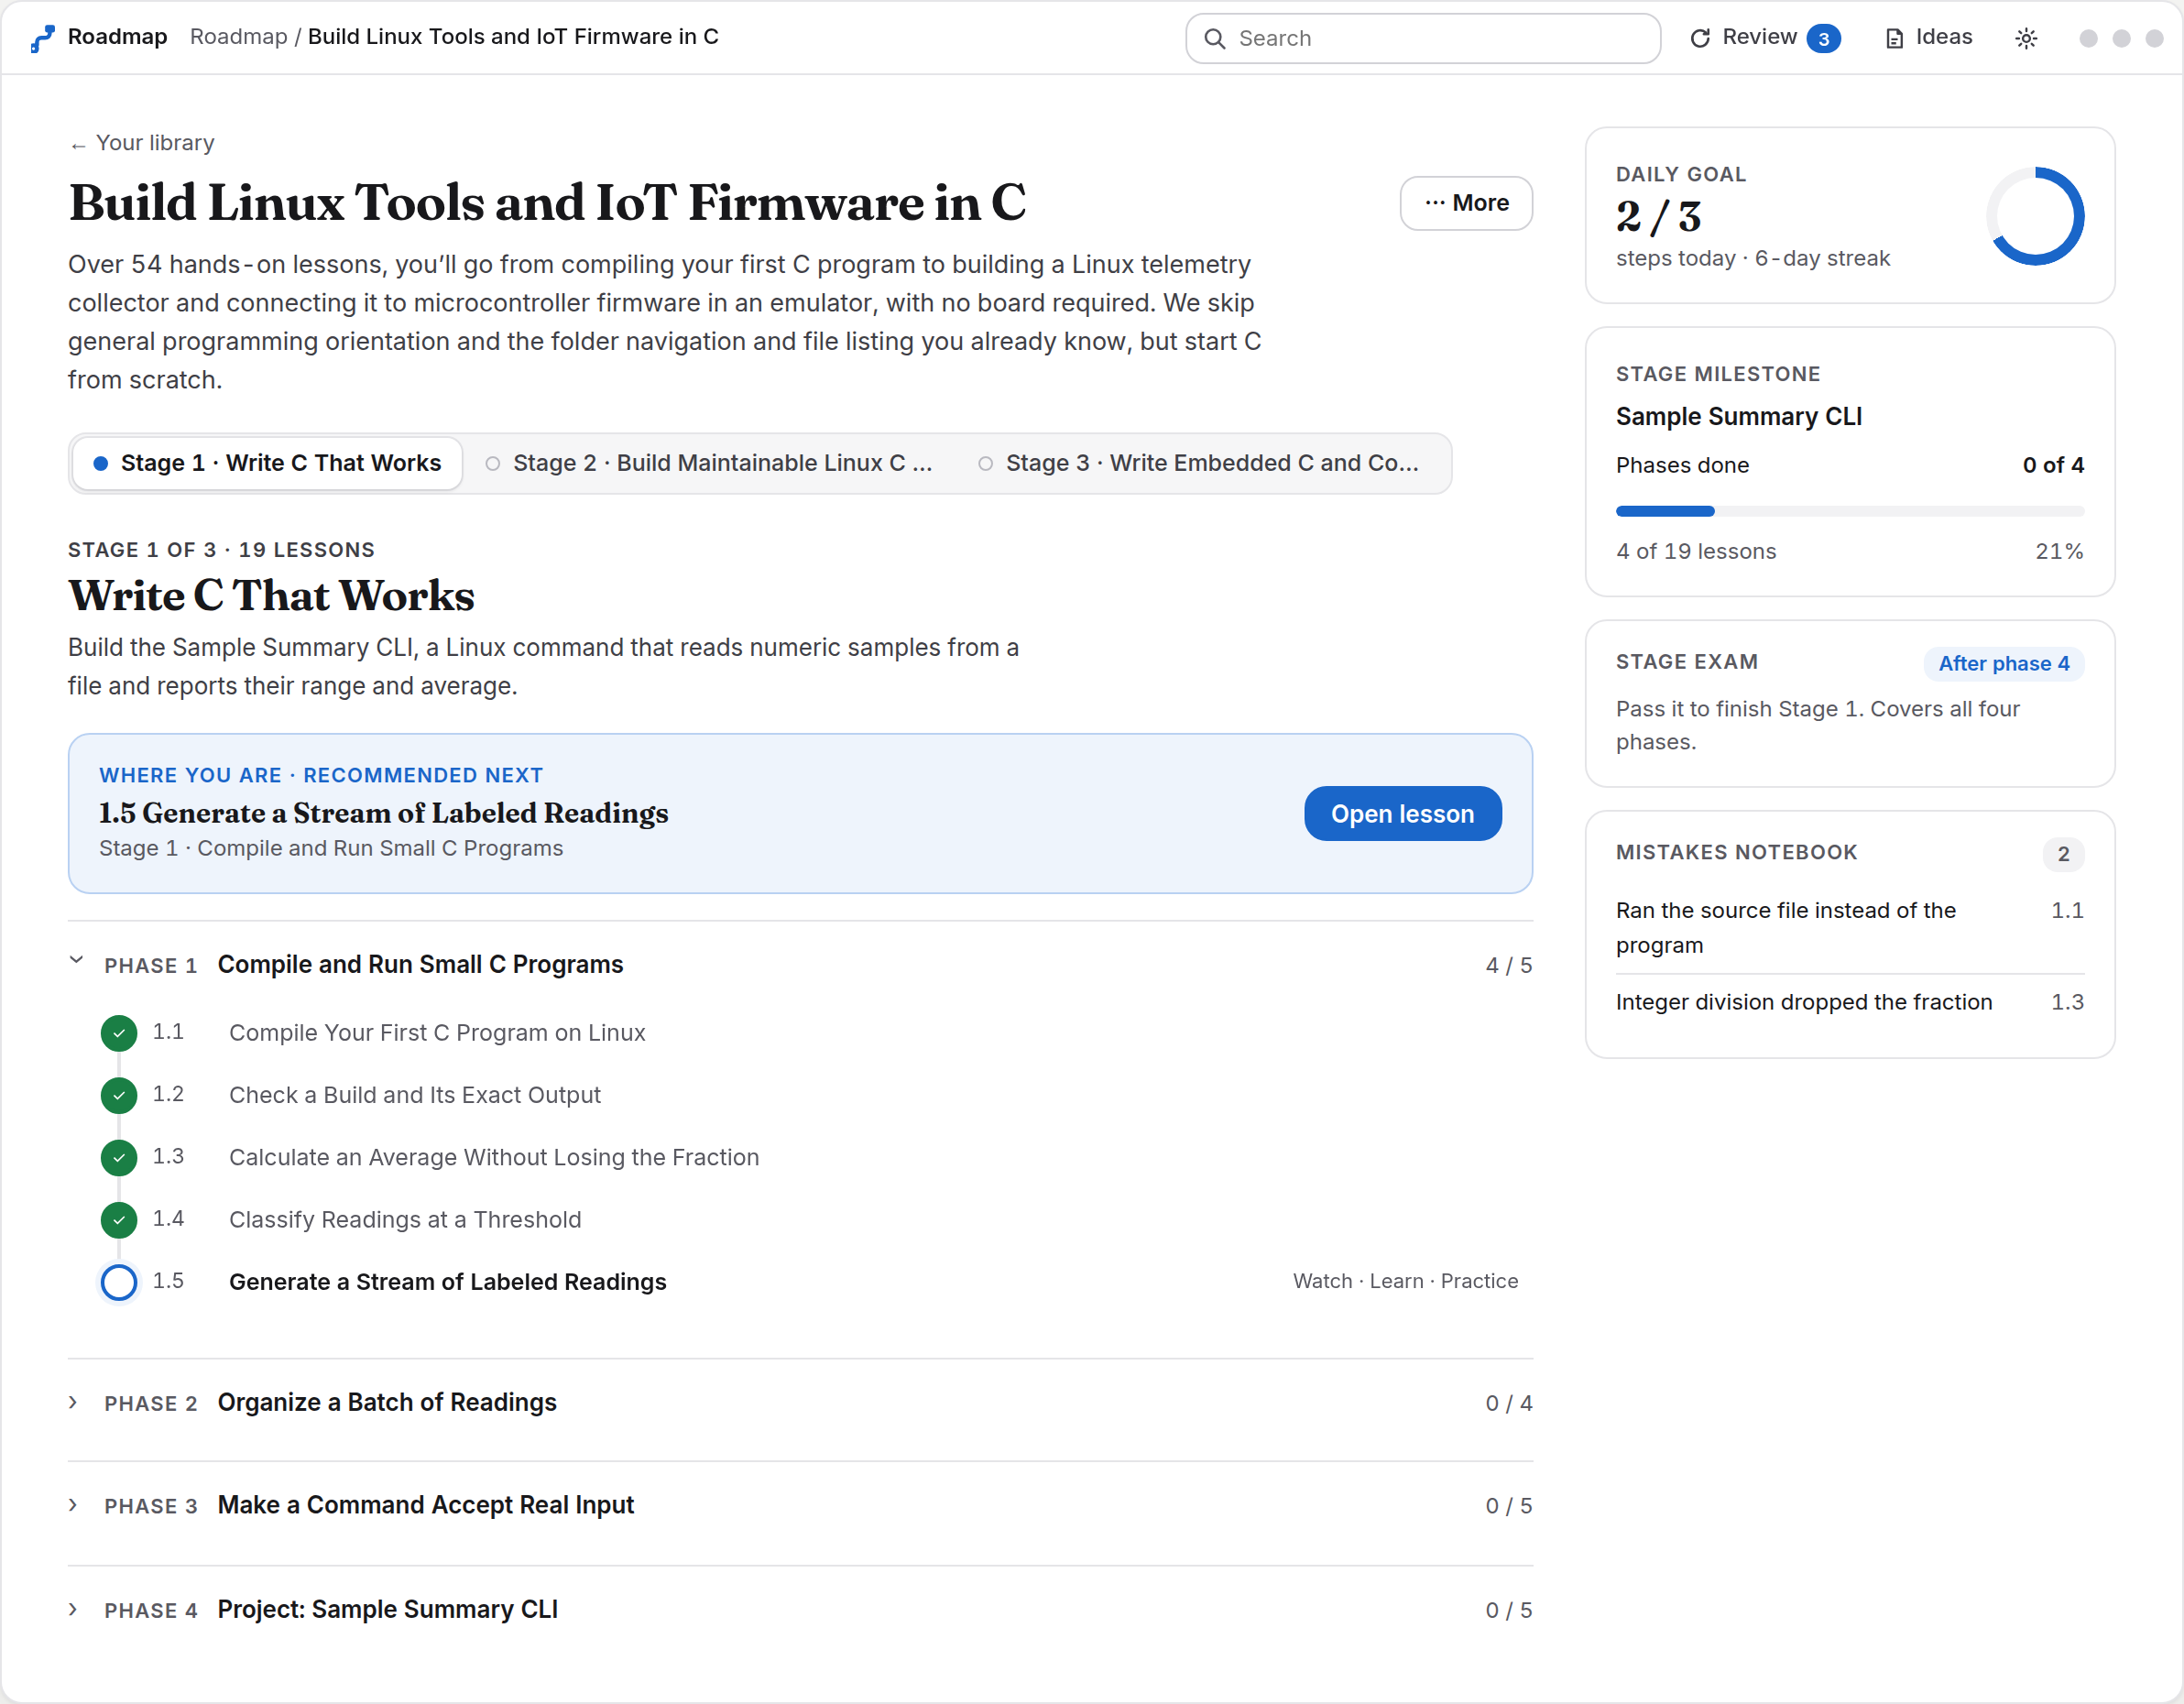 Roadmap
Roadmap / Build Linux Tools and IoT Firmware in C
Search
Review 3
Ideas
← Your library
Build Linux Tools and IoT Firmware in C
··· More
Over 54 hands-on lessons, you’ll go from compiling your first C program to building a Linux telemetry
collector and connecting it to microcontroller firmware in an emulator, with no board required. We skip
general programming orientation and the folder navigation and file listing you already know, but start C
from scratch.
Stage 1 · Write C That Works
Stage 2 · Build Maintainable Linux C ...
Stage 3 · Write Embedded C and Co...
STAGE 1 OF 3 · 19 LESSONS
Write C That Works
Build the Sample Summary CLI, a Linux command that reads numeric samples from a
file and reports their range and average.
WHERE YOU ARE · RECOMMENDED NEXT
1.5 Generate a Stream of Labeled Readings
Stage 1 · Compile and Run Small C Programs
Open lesson
PHASE 1 Compile and Run Small C Programs 4 / 5
1.1 Compile Your First C Program on Linux
1.2 Check a Build and Its Exact Output
1.3 Calculate an Average Without Losing the Fraction
1.4 Classify Readings at a Threshold
1.5 Generate a Stream of Labeled Readings Watch · Learn · Practice
PHASE 2 Organize a Batch of Readings 0 / 4
PHASE 3 Make a Command Accept Real Input 0 / 5
PHASE 4 Project: Sample Summary CLI 0 / 5
DAILY GOAL
2 / 3
steps today · 6-day streak
STAGE MILESTONE
Sample Summary CLI
Phases done 0 of 4
4 of 19 lessons 21%
STAGE EXAM After phase 4
Pass it to finish Stage 1. Covers all four
phases.
MISTAKES NOTEBOOK 2
Ran the source file instead of the 1.1
program
Integer division dropped the fraction 1.3